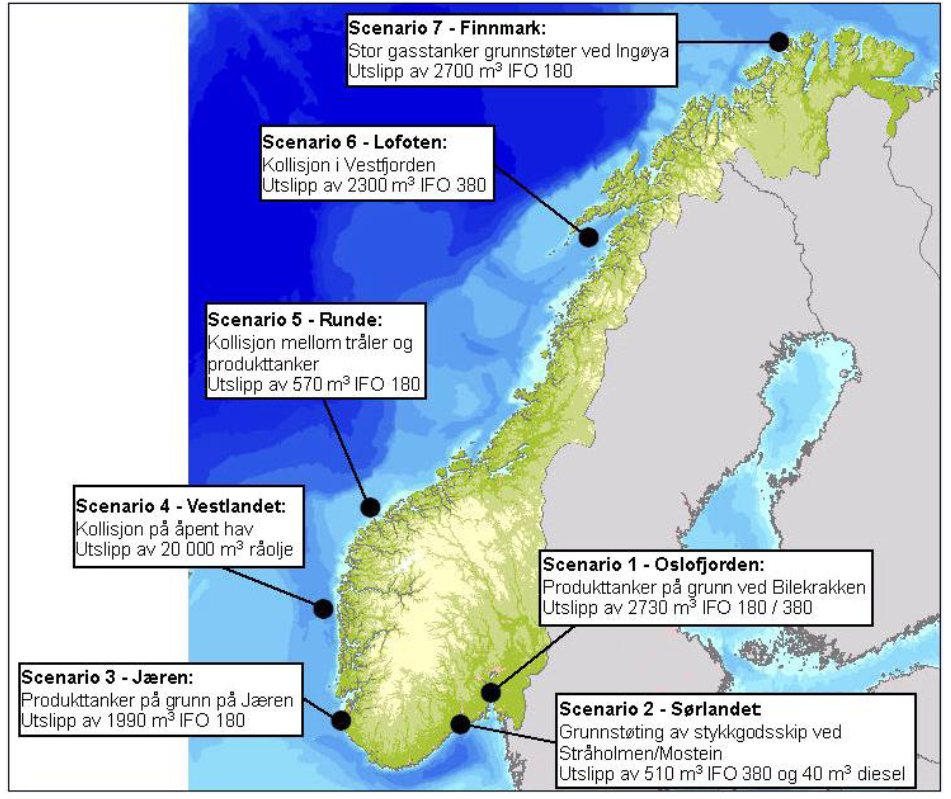 Scenario 7 - Finnmark:
Stor gasstanker grunnstøter ved Ingøya
Utslipp av 2700 m³ IFO 180
Scenario 6 - Lofoten:
Kollisjon i Vestfjorden
Utslipp av 2300 m³ IFO 380
Scenario 5 - Runde:
Kollisjon mellom tråler og
produkttanker
Utslipp av 570 m³ IFO 180
Scenario 4 - Vestlandet:
Kollisjon på åpent hav
Utslipp av 20 000 m³ råolje
Scenario 1 - Oslofjorden:
Produkttanker på grunn ved Bilekrakken
Utslipp av 2730 m³ IFO 180 / 380
Scenario 3 - Jæren:
Produkttanker på grunn på Jæren
Utslipp av 1990 m³ IFO 180
Scenario 2 - Sørlandet:
Grunnstøting av stykkgodsskip ved
Stråholmen/Mostein
Utslipp av 510 m³ IFO 380 og 40 m³ diesel